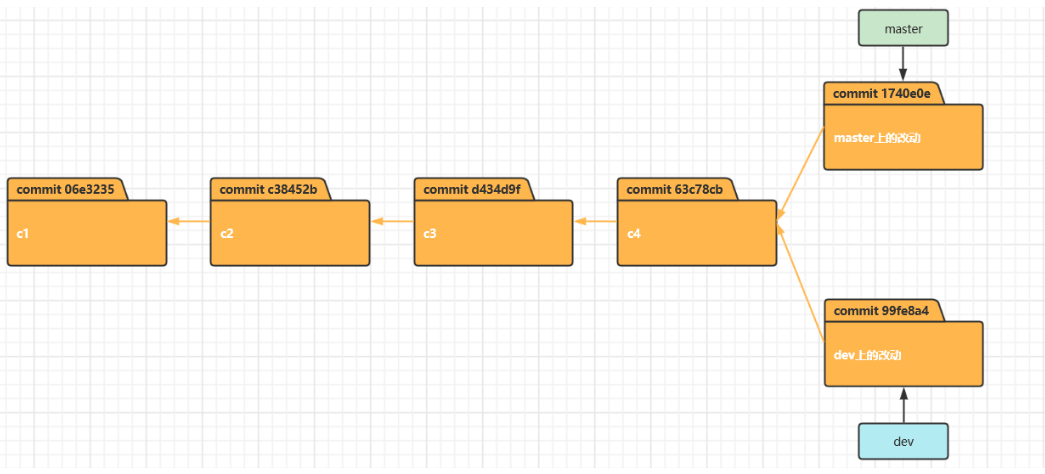 master
commit 1740e0e
master上的改动
commit 06e3235
c1
commit c38452b
c2
commit d434d9f
c3
commit 63c78cb
c4
commit 99fe8a4
dev上的改动
dev